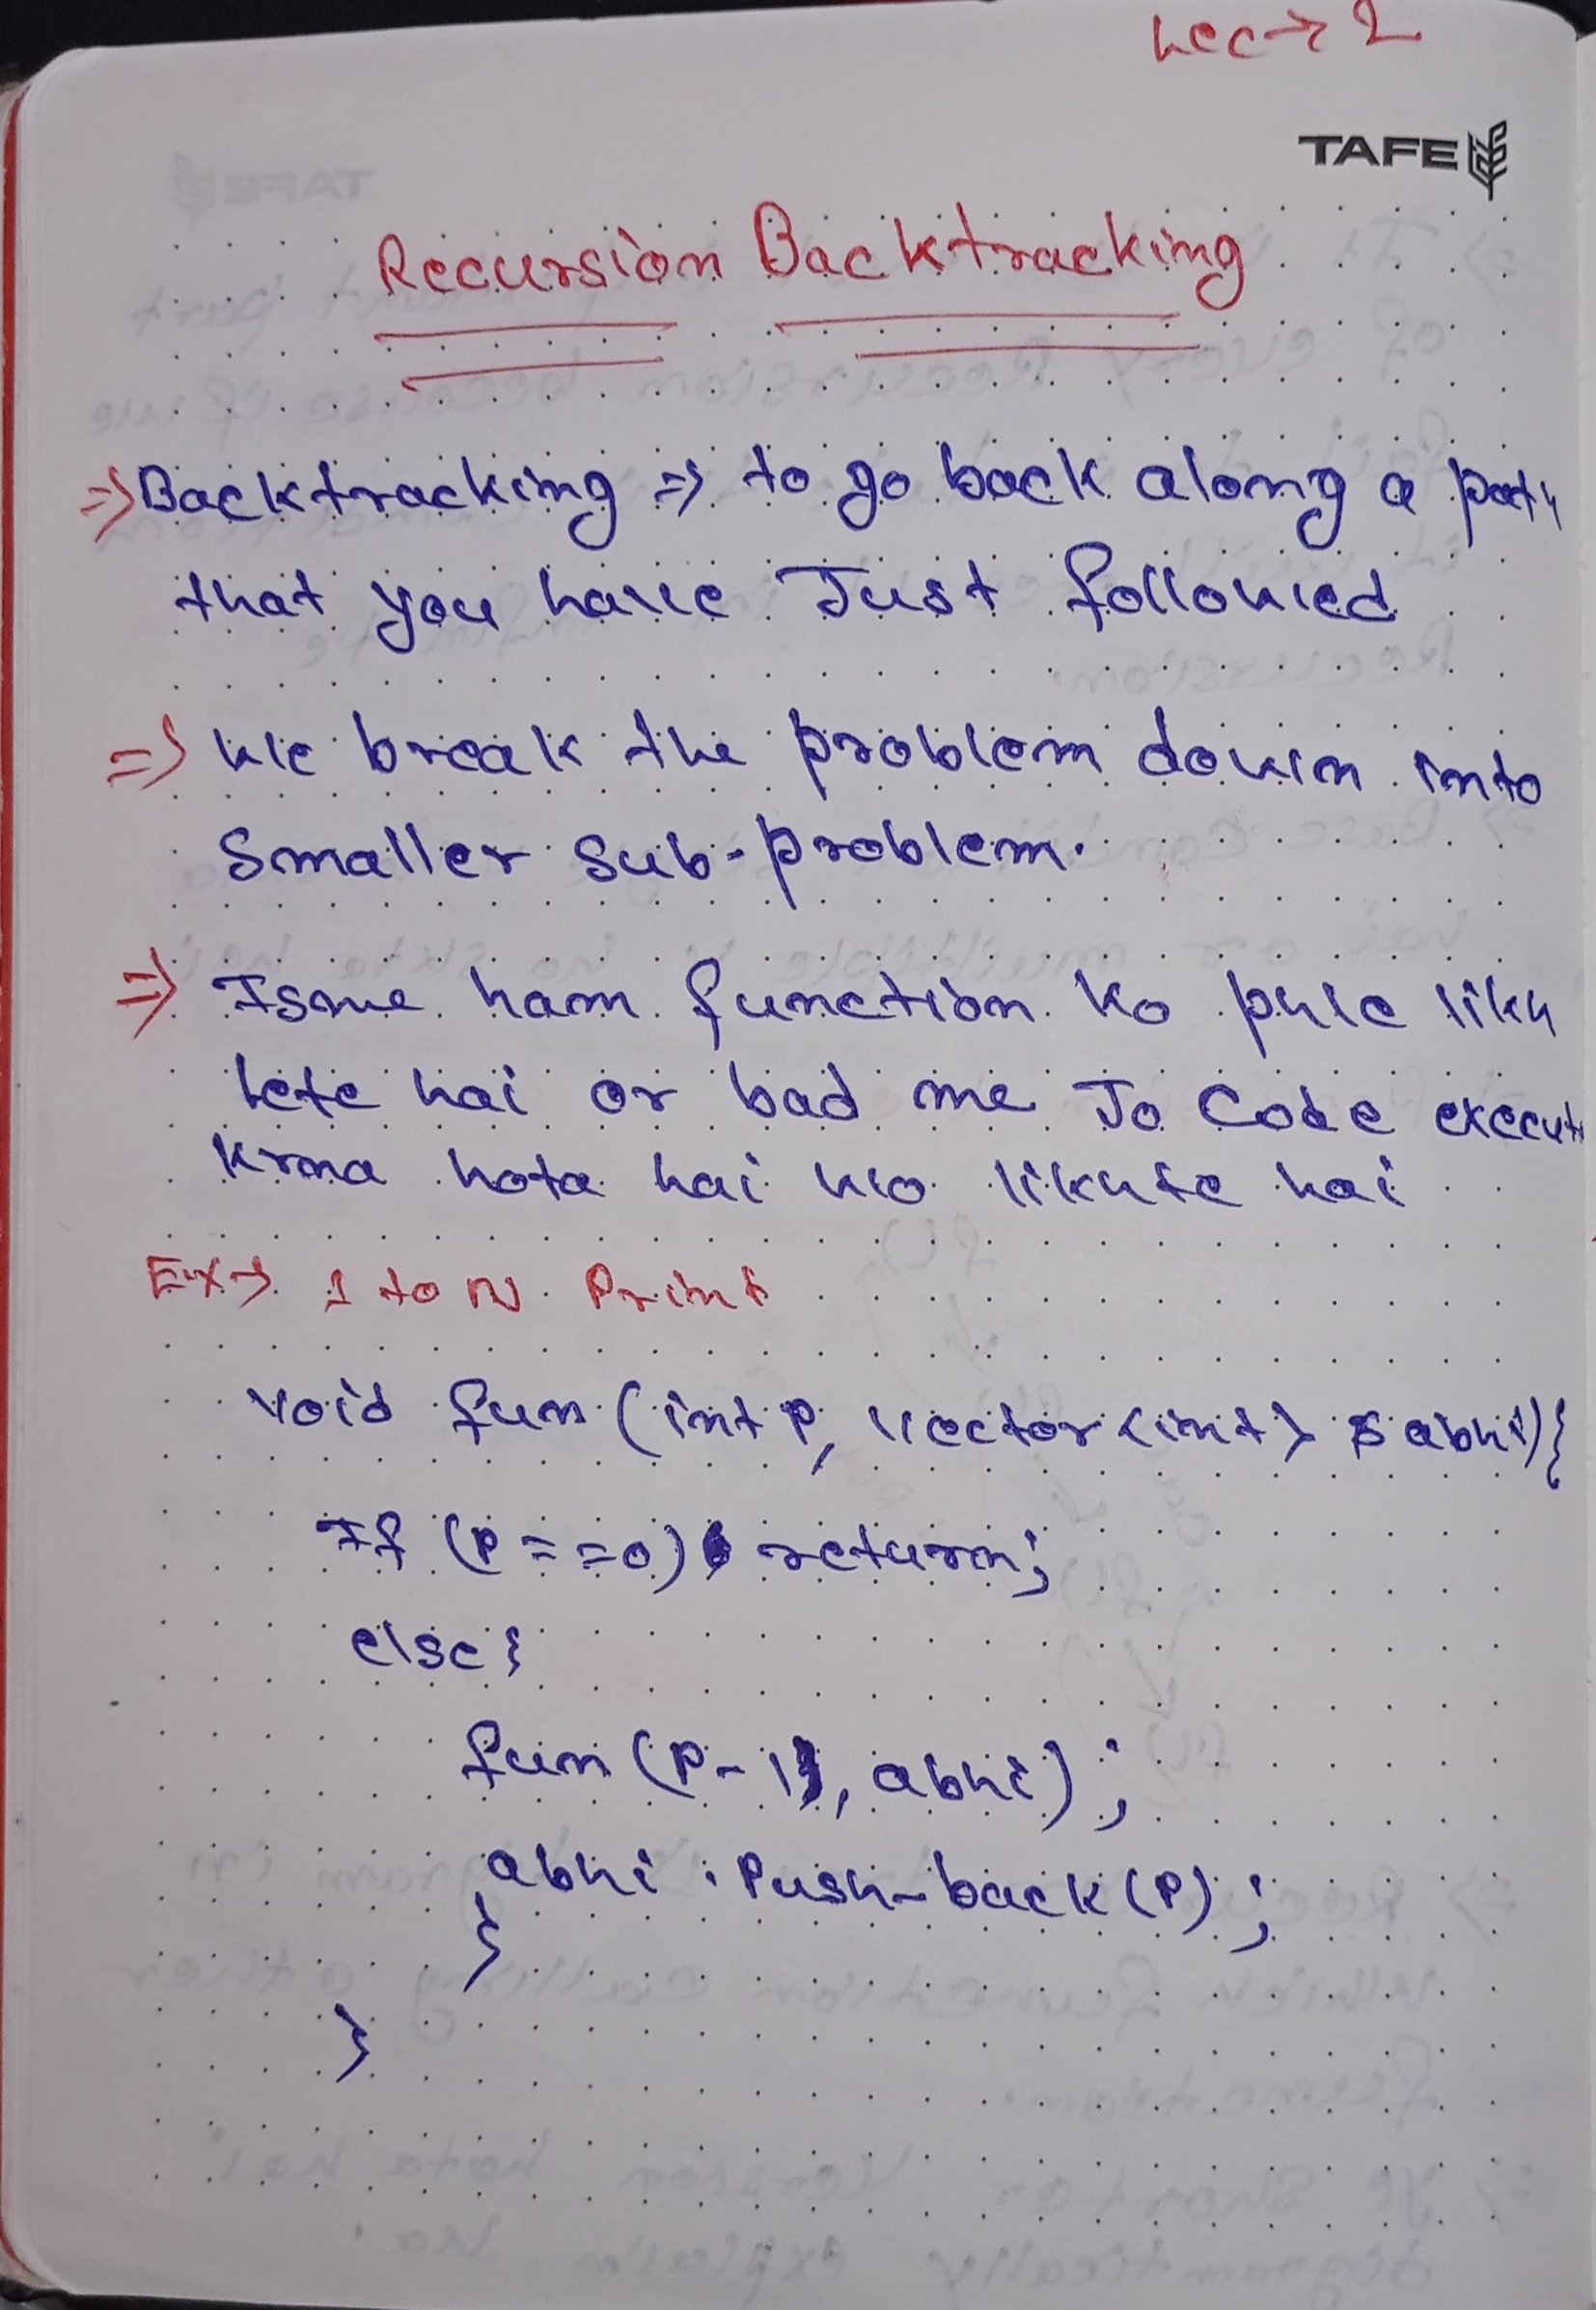 Lec → 2
TAFE
Recursion Backtracking
⇒ Backtracking ⇒ to go back along a path
that you have Just followed
⇒ We break the problem down into
Smaller sub-problem.
⇒ Isme ham function ko phle likh
lete hai or bad me Jo Code execute
krna hota hai wo likhte hai
Ex → 1 to N Print
void fun (int P, vector<int> & abhi){
If (P == 0) return;
else{
fun (P-1, abhi);
abhi.Push_back(P);
}
}